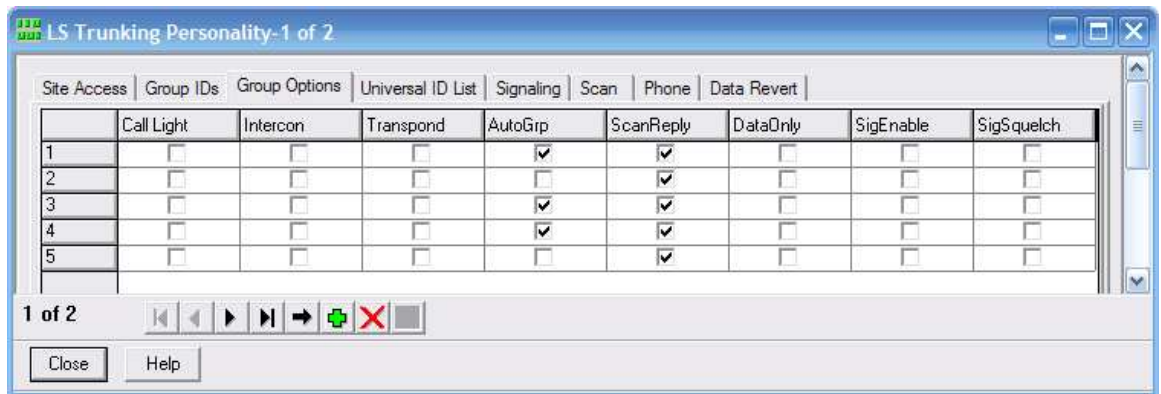 LS Trunking Personality-1 of 2
Site Access Group IDs Group Options Universal ID List Signaling Scan Phone Data Revert
Call Light Intercon Transpond AutoGrp ScanReply DataOnly SigEnable SigSquelch
1
2
3
4
5
1 of 2
Close Help